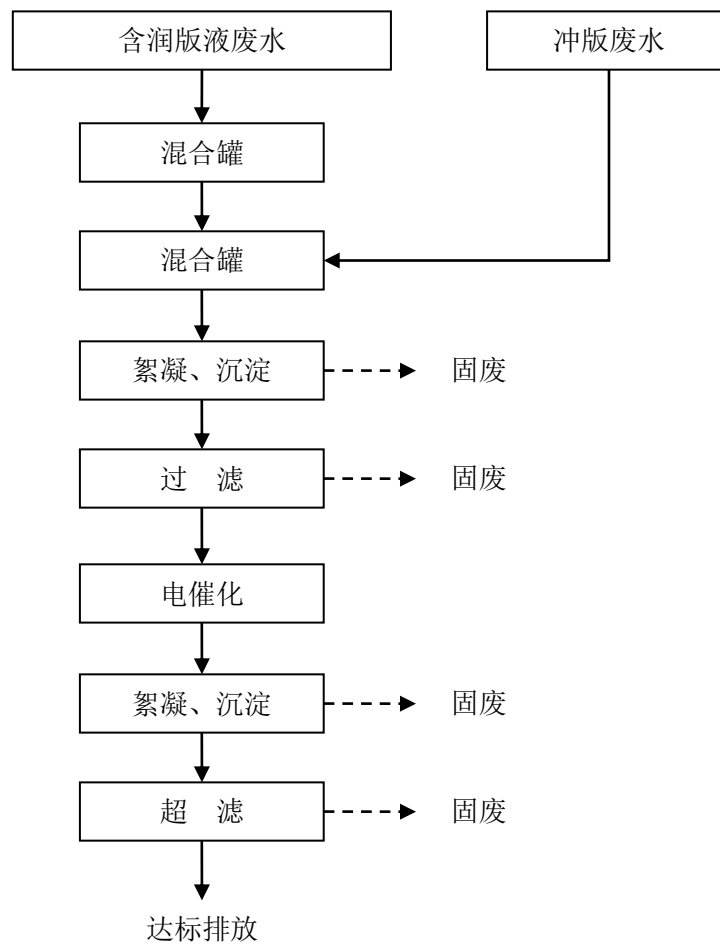 含润版液废水
冲版废水
混合罐
混合罐
絮凝、沉淀
固废
过 滤
固废
电催化
絮凝、沉淀
固废
超 滤
固废
达标排放